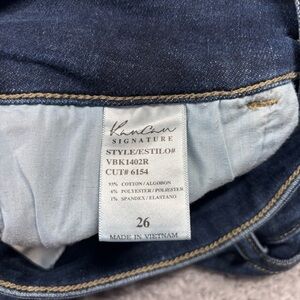 KanCan
SIGNATURE
STYLE/ESTILO#
VBK1402R
CUT# 6154
93% COTTON / ALGODON
6% POLYESTER / POLIESTER
1% SPANDEX / ELASTANO
26
MADE IN VIETNAM